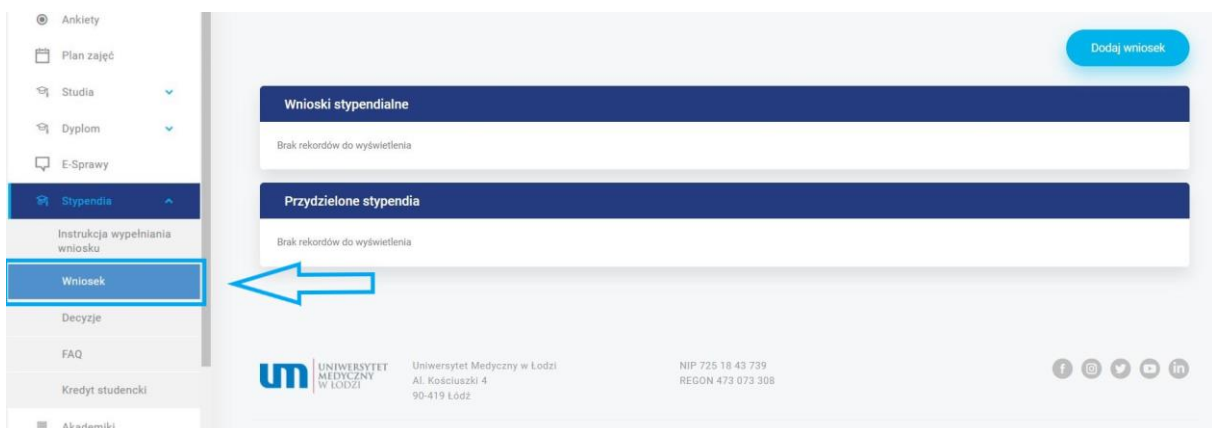 Ankiety
Plan zajęć
Studia
Dyplom
E-Sprawy
Stypendia
Instrukcja wypełniania
wniosku
Wniosek
Decyzje
FAQ
Kredyt studencki
Akademiki
Dodaj wniosek
Wnioski stypendialne
Brak rekordów do wyświetlenia
Przydzielone stypendia
Brak rekordów do wyświetlenia
um UNIWERSYTET
MEDYCZNY
W ŁODZI
Uniwersytet Medyczny w Łodzi
Al. Kościuszki 4
90-419 Łódź
NIP 725 18 43 739
REGON 473 073 308